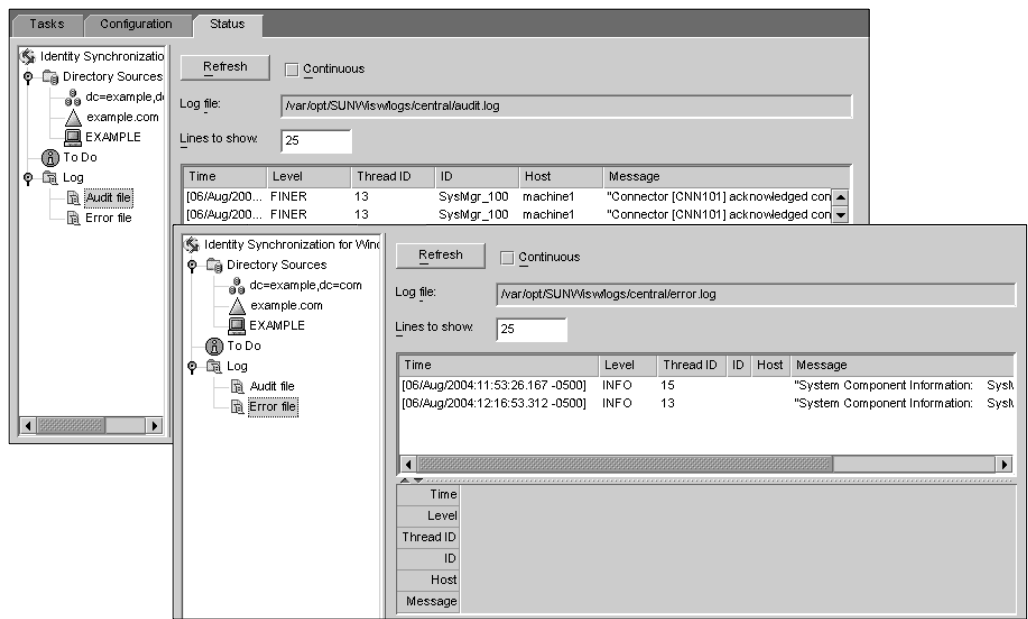 Tasks Configuration Status
Identity Synchronizatio
Directory Sources
dc=example,d
example.com
EXAMPLE
To Do
Log
Audit file
Error file
Refresh Continuous
Log file: /var/opt/SUNWisw/logs/central/audit.log
Lines to show: 25
Time Level Thread ID ID Host Message
[06/Aug/200... FINER 13 SysMgr_100 machine1 "Connector [CNN101] acknowledged con
[06/Aug/200... FINER 13 SysMgr_100 machine1 "Connector [CNN101] acknowledged con
Identity Synchronization for Wind
Directory Sources
dc=example,dc=com
example.com
EXAMPLE
To Do
Log
Audit file
Error file
Refresh Continuous
Log file: /var/opt/SUNWisw/logs/central/error.log
Lines to show: 25
Time Level Thread ID ID Host Message
[06/Aug/2004:11:53:26.167 -0500] INFO 15 "System Component Information: Sys
[06/Aug/2004:12:16:53.312 -0500] INFO 13 "System Component Information: Sys
Time
Level
Thread ID
ID
Host
Message